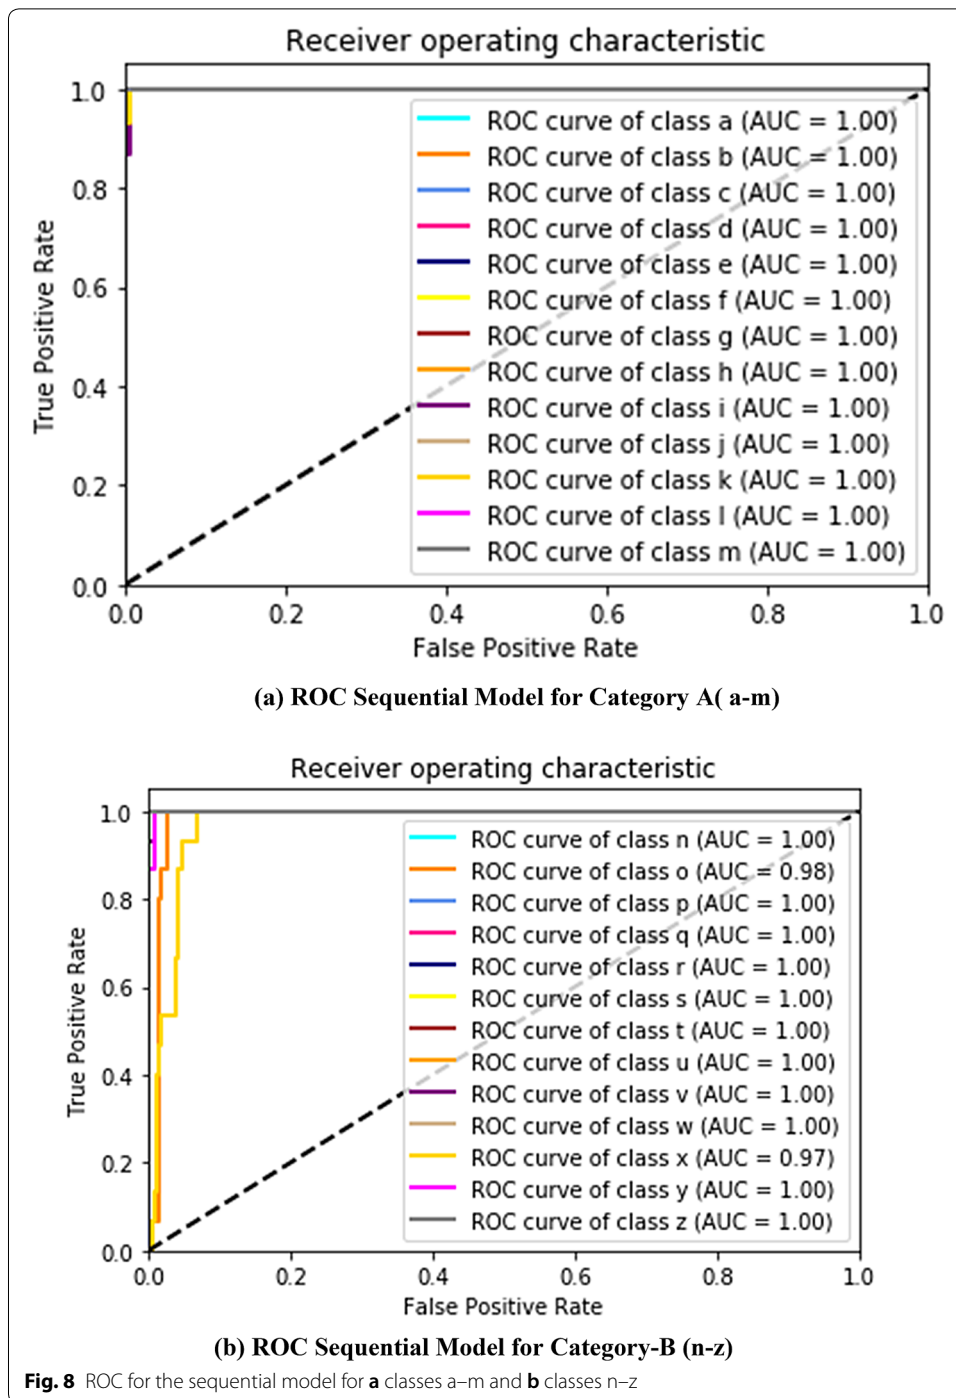 Receiver operating characteristic
1.0
0.8
0.6
0.4
0.2
0.0
True Positive Rate
ROC curve of class a (AUC = 1.00)
ROC curve of class b (AUC = 1.00)
ROC curve of class c (AUC = 1.00)
ROC curve of class d (AUC = 1.00)
ROC curve of class e (AUC = 1.00)
ROC curve of class f (AUC = 1.00)
ROC curve of class g (AUC = 1.00)
ROC curve of class h (AUC = 1.00)
ROC curve of class i (AUC = 1.00)
ROC curve of class j (AUC = 1.00)
ROC curve of class k (AUC = 1.00)
ROC curve of class l (AUC = 1.00)
ROC curve of class m (AUC = 1.00)
0.0 0.2 0.4 0.6 0.8 1.0
False Positive Rate
(a) ROC Sequential Model for Category A( a-m)
Receiver operating characteristic
1.0
0.8
0.6
0.4
0.2
0.0
True Positive Rate
ROC curve of class n (AUC = 1.00)
ROC curve of class o (AUC = 0.98)
ROC curve of class p (AUC = 1.00)
ROC curve of class q (AUC = 1.00)
ROC curve of class r (AUC = 1.00)
ROC curve of class s (AUC = 1.00)
ROC curve of class t (AUC = 1.00)
ROC curve of class u (AUC = 1.00)
ROC curve of class v (AUC = 1.00)
ROC curve of class w (AUC = 1.00)
ROC curve of class x (AUC = 0.97)
ROC curve of class y (AUC = 1.00)
ROC curve of class z (AUC = 1.00)
0.0 0.2 0.4 0.6 0.8 1.0
False Positive Rate
(b) ROC Sequential Model for Category-B (n-z)
Fig. 8 ROC for the sequential model for a classes a–m and b classes n–z